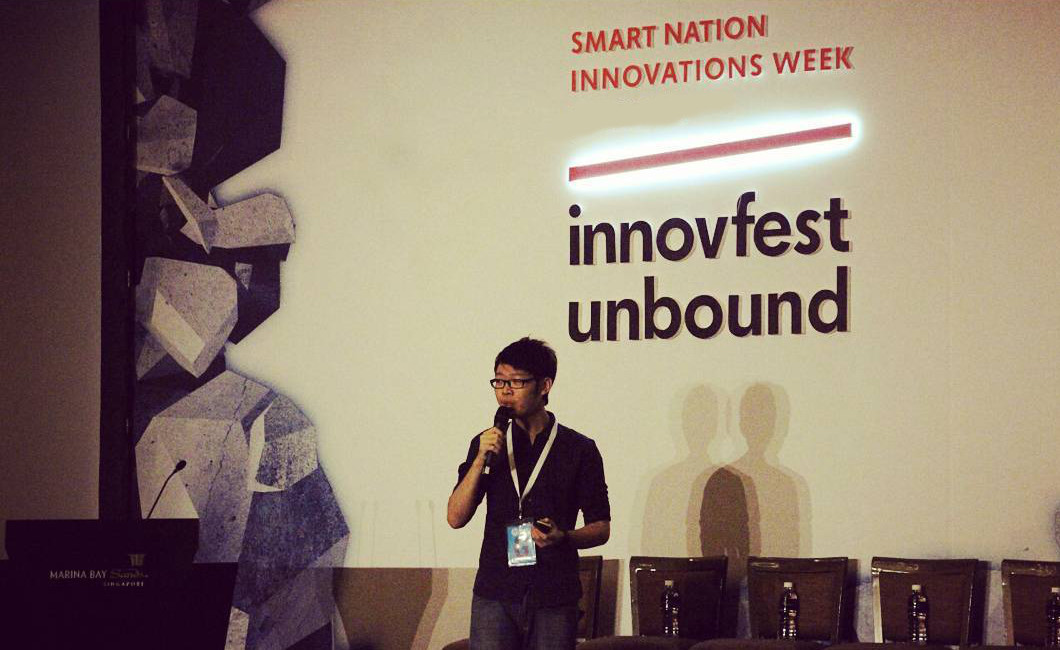 SMART NATION
INNOVATIONS WEEK
innovfest
unbound
MARINA BAY Sands
SINGAPORE